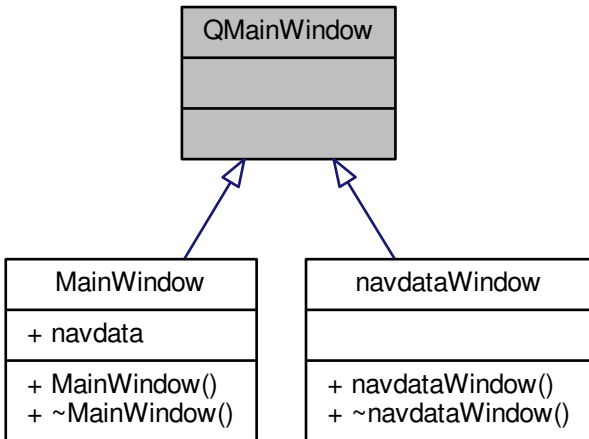 QMainWindow
MainWindow
+ navdata
+ MainWindow()
+ ~MainWindow()
navdataWindow
+ navdataWindow()
+ ~navdataWindow()